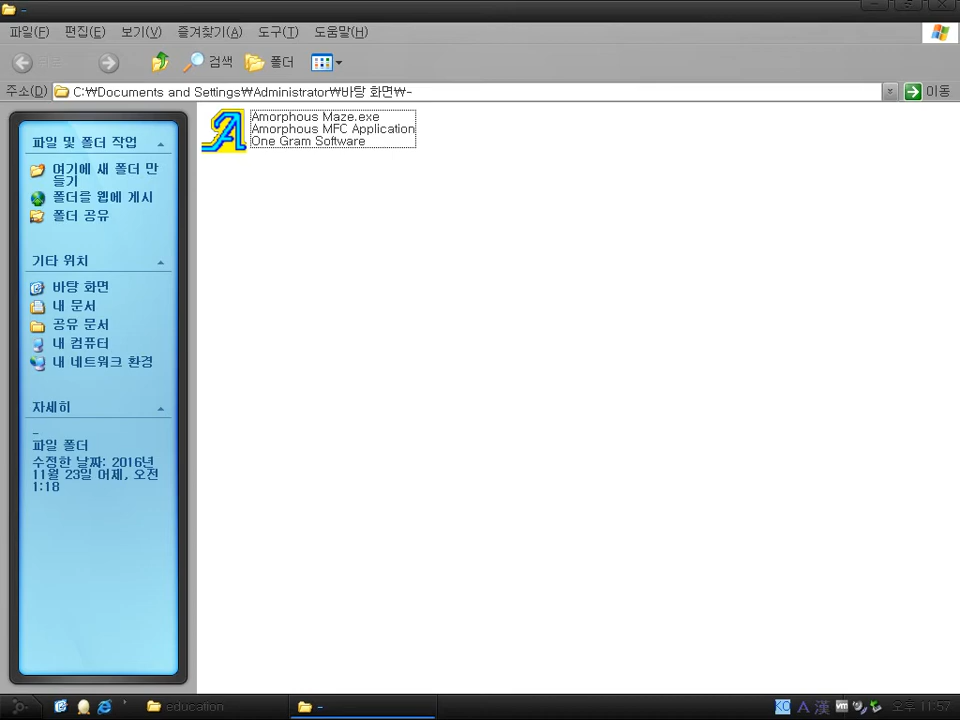 -
파일(F) 편집(E) 보기(V) 즐겨찾기(A) 도구(T) 도움말(H)
검색 폴더
주소(D) C:₩Documents and Settings₩Administrator₩바탕 화면₩- 이동
파일 및 폴더 작업
여기에 새 폴더 만
들기
폴더를 웹에 게시
폴더 공유
기타 위치
바탕 화면
내 문서
공유 문서
내 컴퓨터
내 네트워크 환경
자세히
-
파일 폴더
수정한 날짜: 2016년
11월 23일 어제, 오전
1:18
Amorphous Maze.exe
Amorphous MFC Application
One Gram Software
education - KO A 漢 오후 11:57